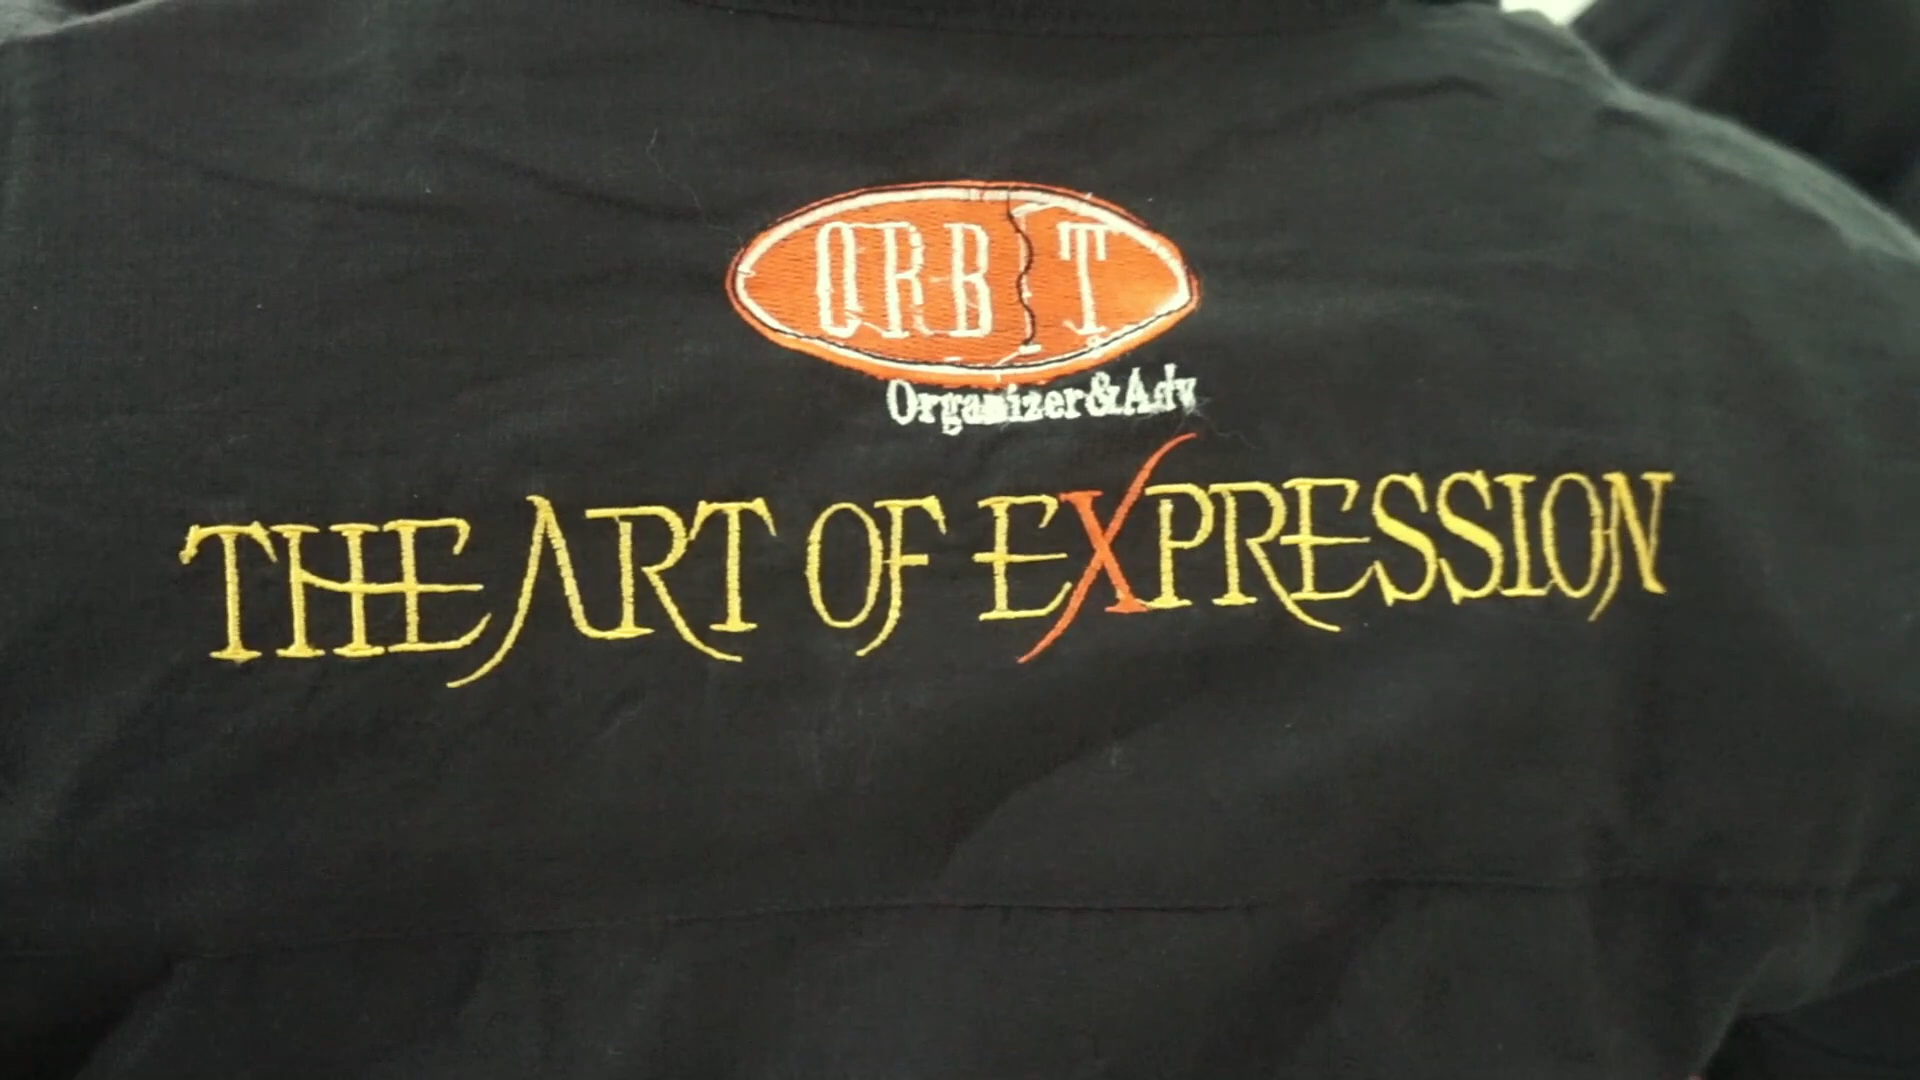 ORBIT
Organizer&Adv
THE ART OF EXPRESSION